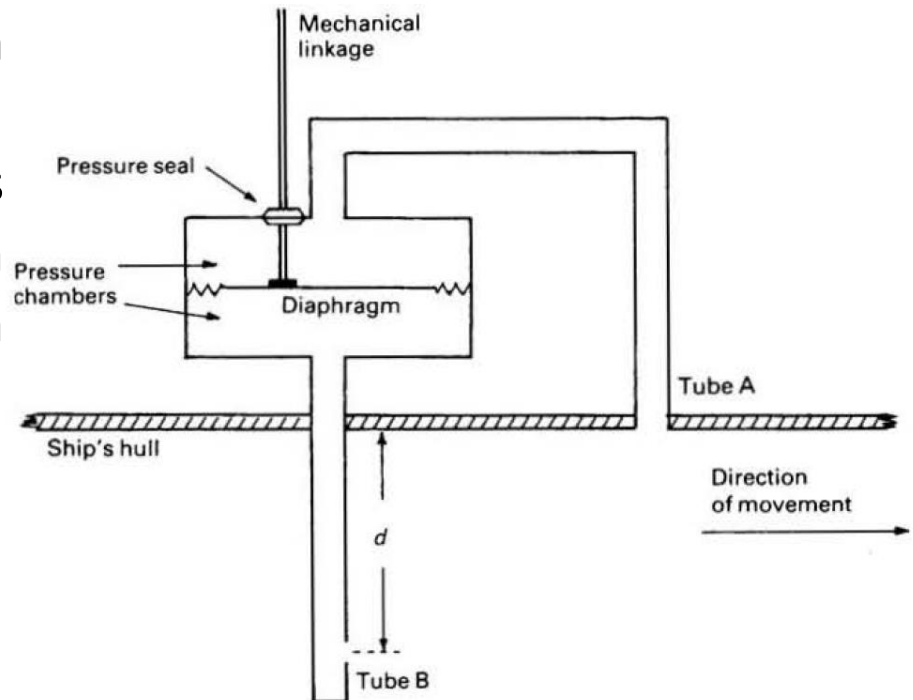 Mechanical
linkage
Pressure seal
Pressure
chambers
Diaphragm
Tube A
Ship's hull
Direction
of movement
d
Tube B